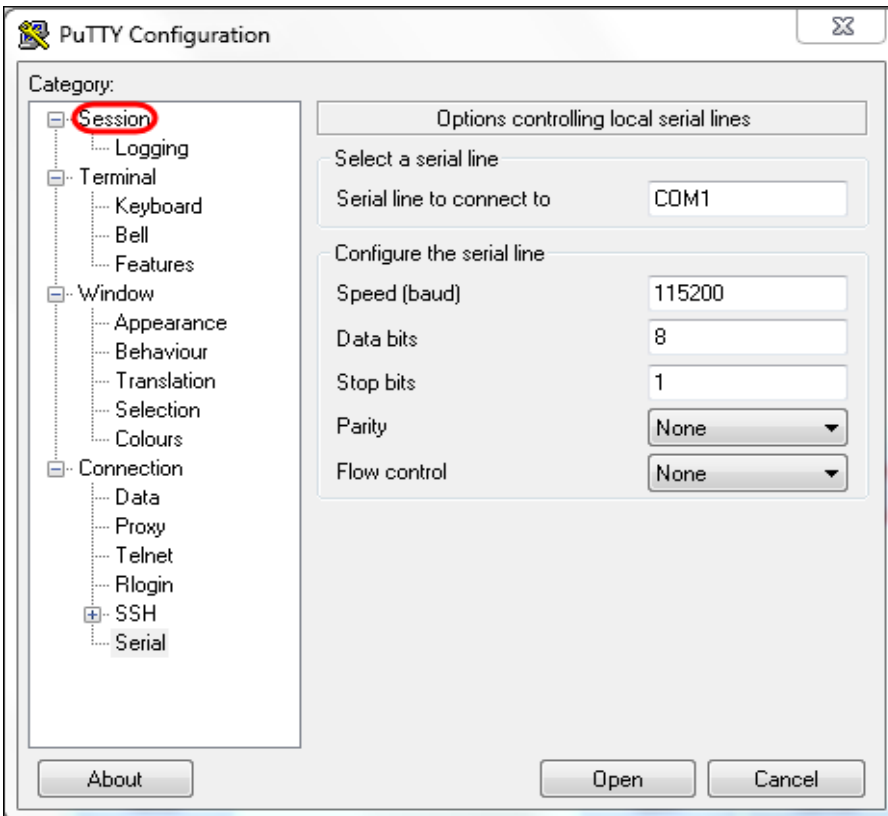 PuTTY Configuration
Category:
Session
Logging
Terminal
Keyboard
Bell
Features
Window
Appearance
Behaviour
Translation
Selection
Colours
Connection
Data
Proxy
Telnet
Rlogin
SSH
Serial
Options controlling local serial lines
Select a serial line
Serial line to connect to COM1
Configure the serial line
Speed (baud) 115200
Data bits 8
Stop bits 1
Parity None
Flow control None
About Open Cancel